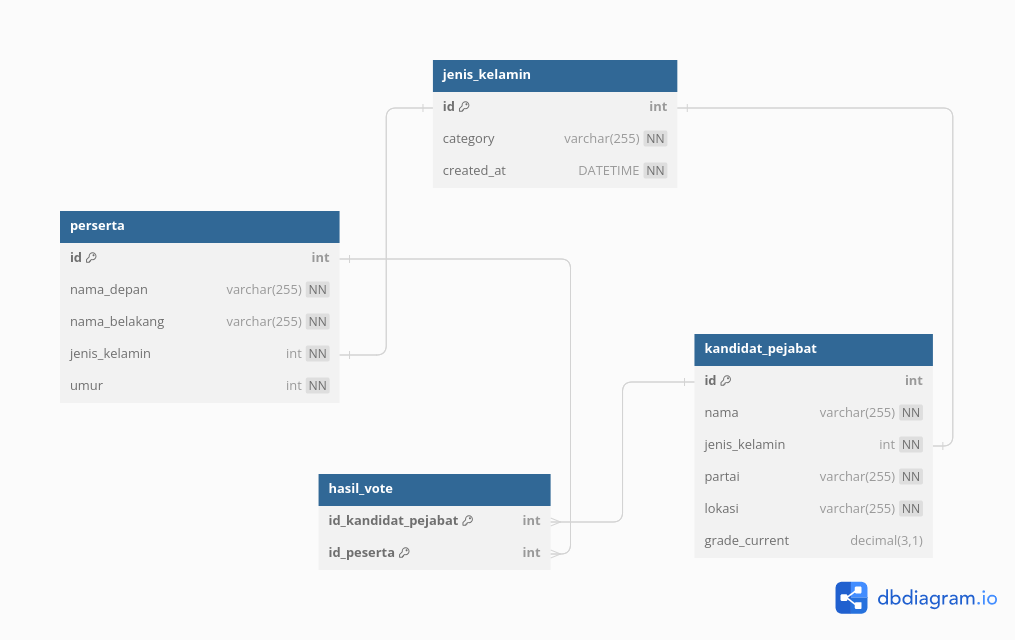 jenis_kelamin
id int
category varchar(255) NN
created_at DATETIME NN
perserta
id int
nama_depan varchar(255) NN
nama_belakang varchar(255) NN
jenis_kelamin int NN
umur int NN
kandidat_pejabat
id int
nama varchar(255) NN
jenis_kelamin int NN
partai varchar(255) NN
lokasi varchar(255) NN
grade_current decimal(3,1)
hasil_vote
id_kandidat_pejabat int
id_peserta int
dbdiagram.io